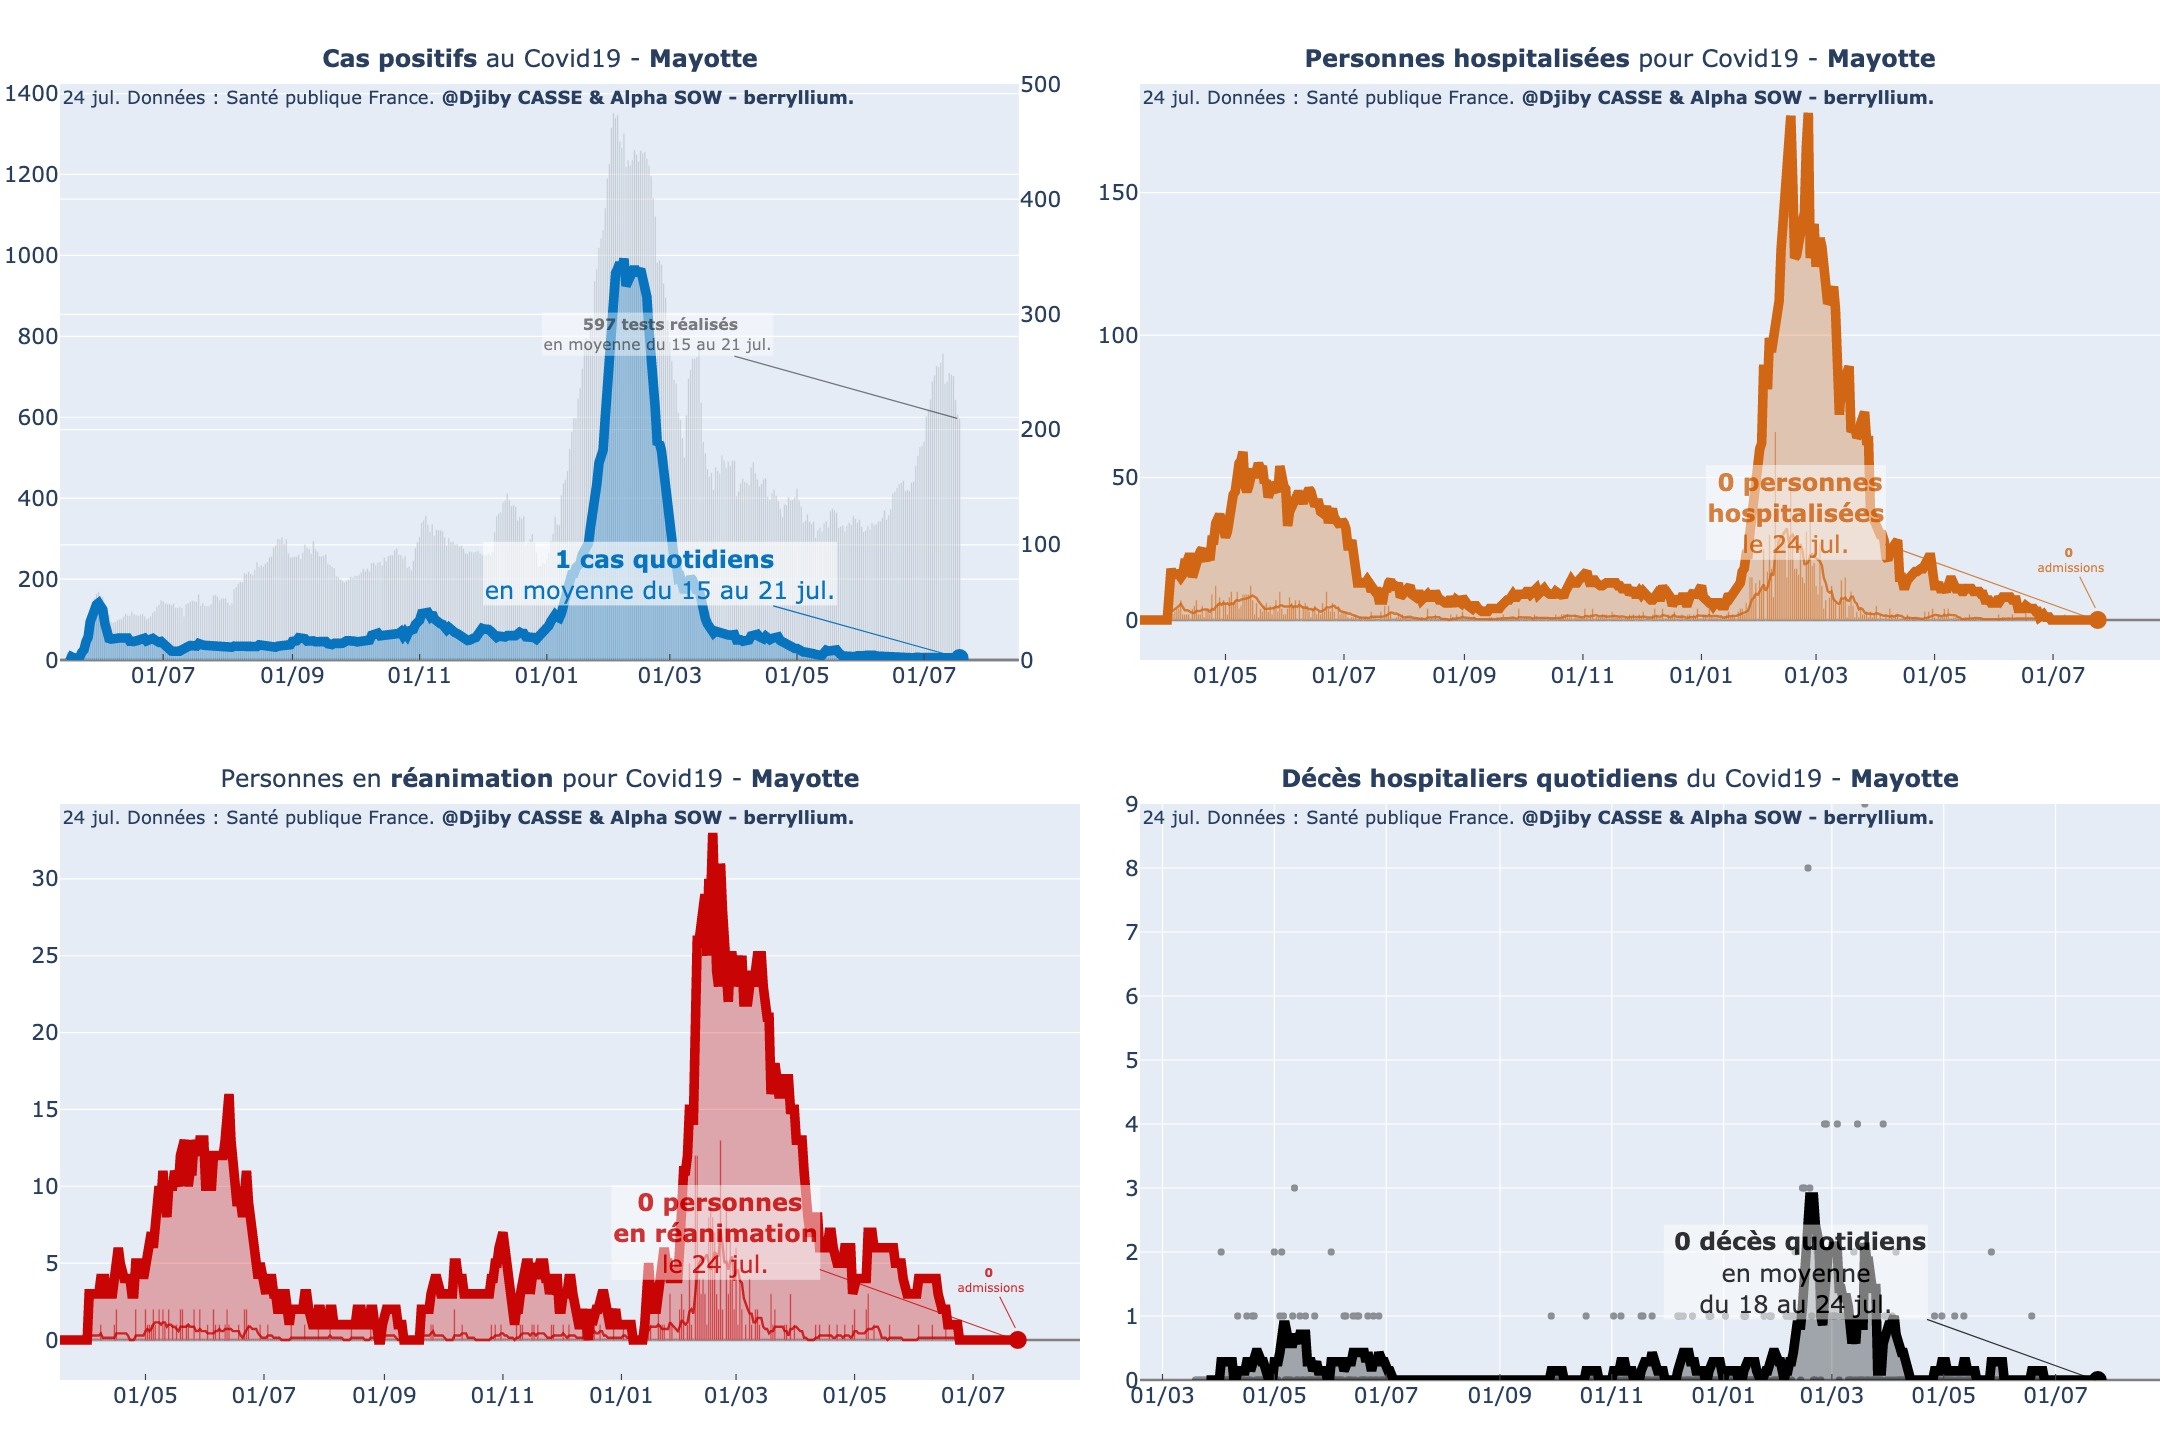 Cas positifs au Covid19 - Mayotte
24 jul. Données : Santé publique France. @Djiby CASSE & Alpha SOW - berryllium.
1400
1200
1000
800
600
400
200
0
500
400
300
200
100
0
597 tests réalisés
en moyenne du 15 au 21 jul.
1 cas quotidiens
en moyenne du 15 au 21 jul.
01/07 01/09 01/11 01/01 01/03 01/05 01/07
Personnes hospitalisées pour Covid19 - Mayotte
24 jul. Données : Santé publique France. @Djiby CASSE & Alpha SOW - berryllium.
150
100
50
0
0 personnes
hospitalisées
le 24 jul.
0
admissions
01/05 01/07 01/09 01/11 01/01 01/03 01/05 01/07
Personnes en réanimation pour Covid19 - Mayotte
24 jul. Données : Santé publique France. @Djiby CASSE & Alpha SOW - berryllium.
30
25
20
15
10
5
0
0 personnes
en réanimation
le 24 jul.
0
admissions
01/05 01/07 01/09 01/11 01/01 01/03 01/05 01/07
Décès hospitaliers quotidiens du Covid19 - Mayotte
24 jul. Données : Santé publique France. @Djiby CASSE & Alpha SOW - berryllium.
9
8
7
6
5
4
3
2
1
0
0 décès quotidiens
en moyenne
du 18 au 24 jul.
01/03 01/05 01/07 01/09 01/11 01/01 01/03 01/05 01/07